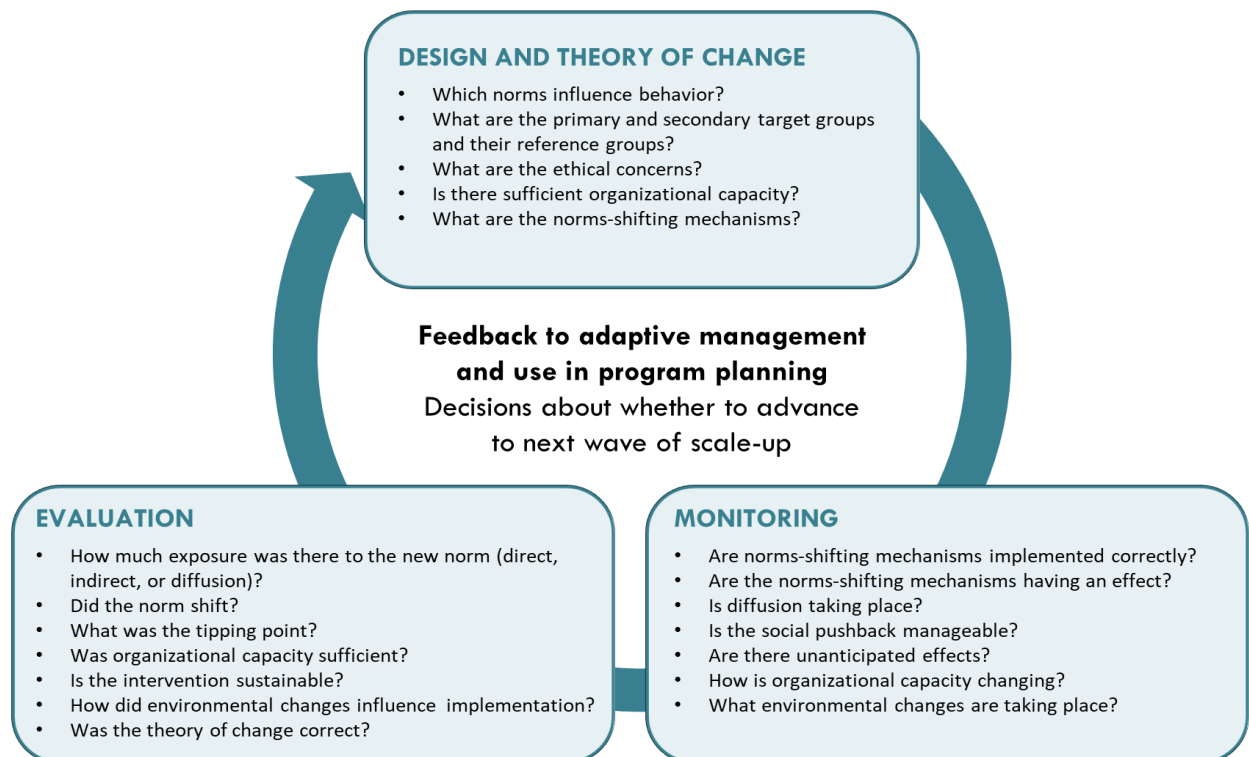 DESIGN AND THEORY OF CHANGE
• Which norms influence behavior?
• What are the primary and secondary target groups
and their reference groups?
• What are the ethical concerns?
• Is there sufficient organizational capacity?
• What are the norms-shifting mechanisms?
Feedback to adaptive management
and use in program planning
Decisions about whether to advance
to next wave of scale-up
EVALUATION
• How much exposure was there to the new norm (direct,
indirect, or diffusion)?
• Did the norm shift?
• What was the tipping point?
• Was organizational capacity sufficient?
• Is the intervention sustainable?
• How did environmental changes influence implementation?
• Was the theory of change correct?
MONITORING
• Are norms-shifting mechanisms implemented correctly?
• Are the norms-shifting mechanisms having an effect?
• Is diffusion taking place?
• Is the social pushback manageable?
• Are there unanticipated effects?
• How is organizational capacity changing?
• What environmental changes are taking place?